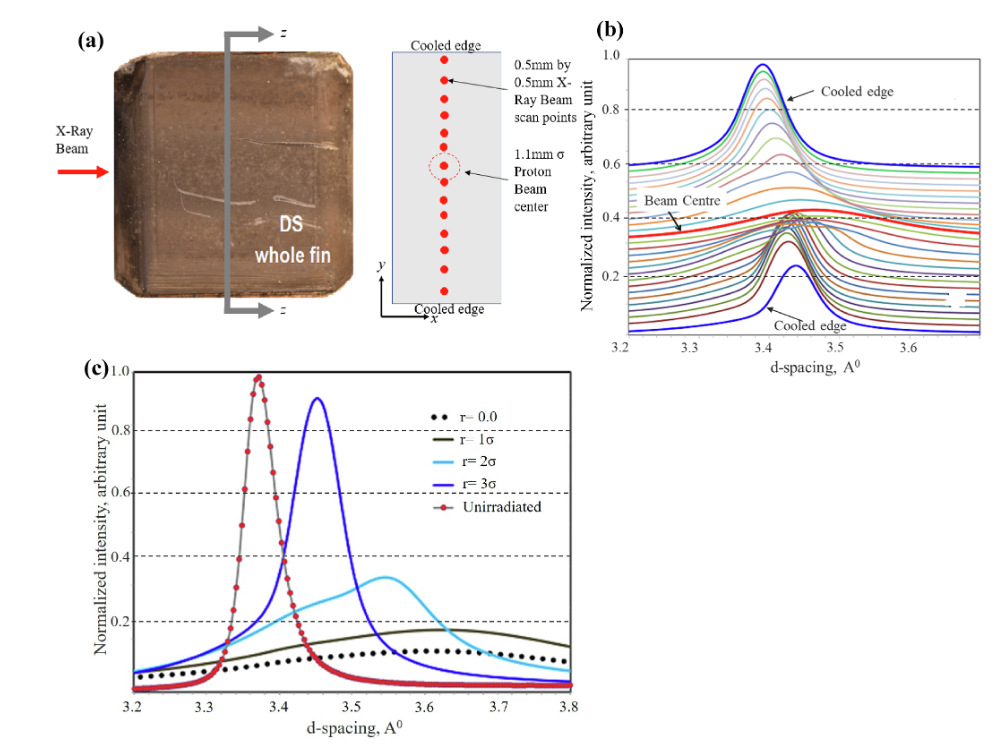 (a)
z
X-Ray
Beam
DS
whole fin
z
Cooled edge
0.5mm by
0.5mm X-
Ray Beam
scan points
1.1mm σ
Proton
Beam
center
y
x
Cooled edge
(b)
Normalized intensity, arbitrary unit
1.0
0.8
0.6
0.4
0.2
Cooled edge
Beam Centre
Cooled edge
3.2
3.3
3.4
3.5
3.6
d-spacing, A⁰
(c)
Normalized intensity, arbitrary unit
1.0
0.8
0.6
0.4
0.2
r= 0.0
r= 1σ
r= 2σ
r= 3σ
Unirradiated
3.2
3.3
3.4
3.5
3.6
3.7
3.8
d-spacing, A⁰